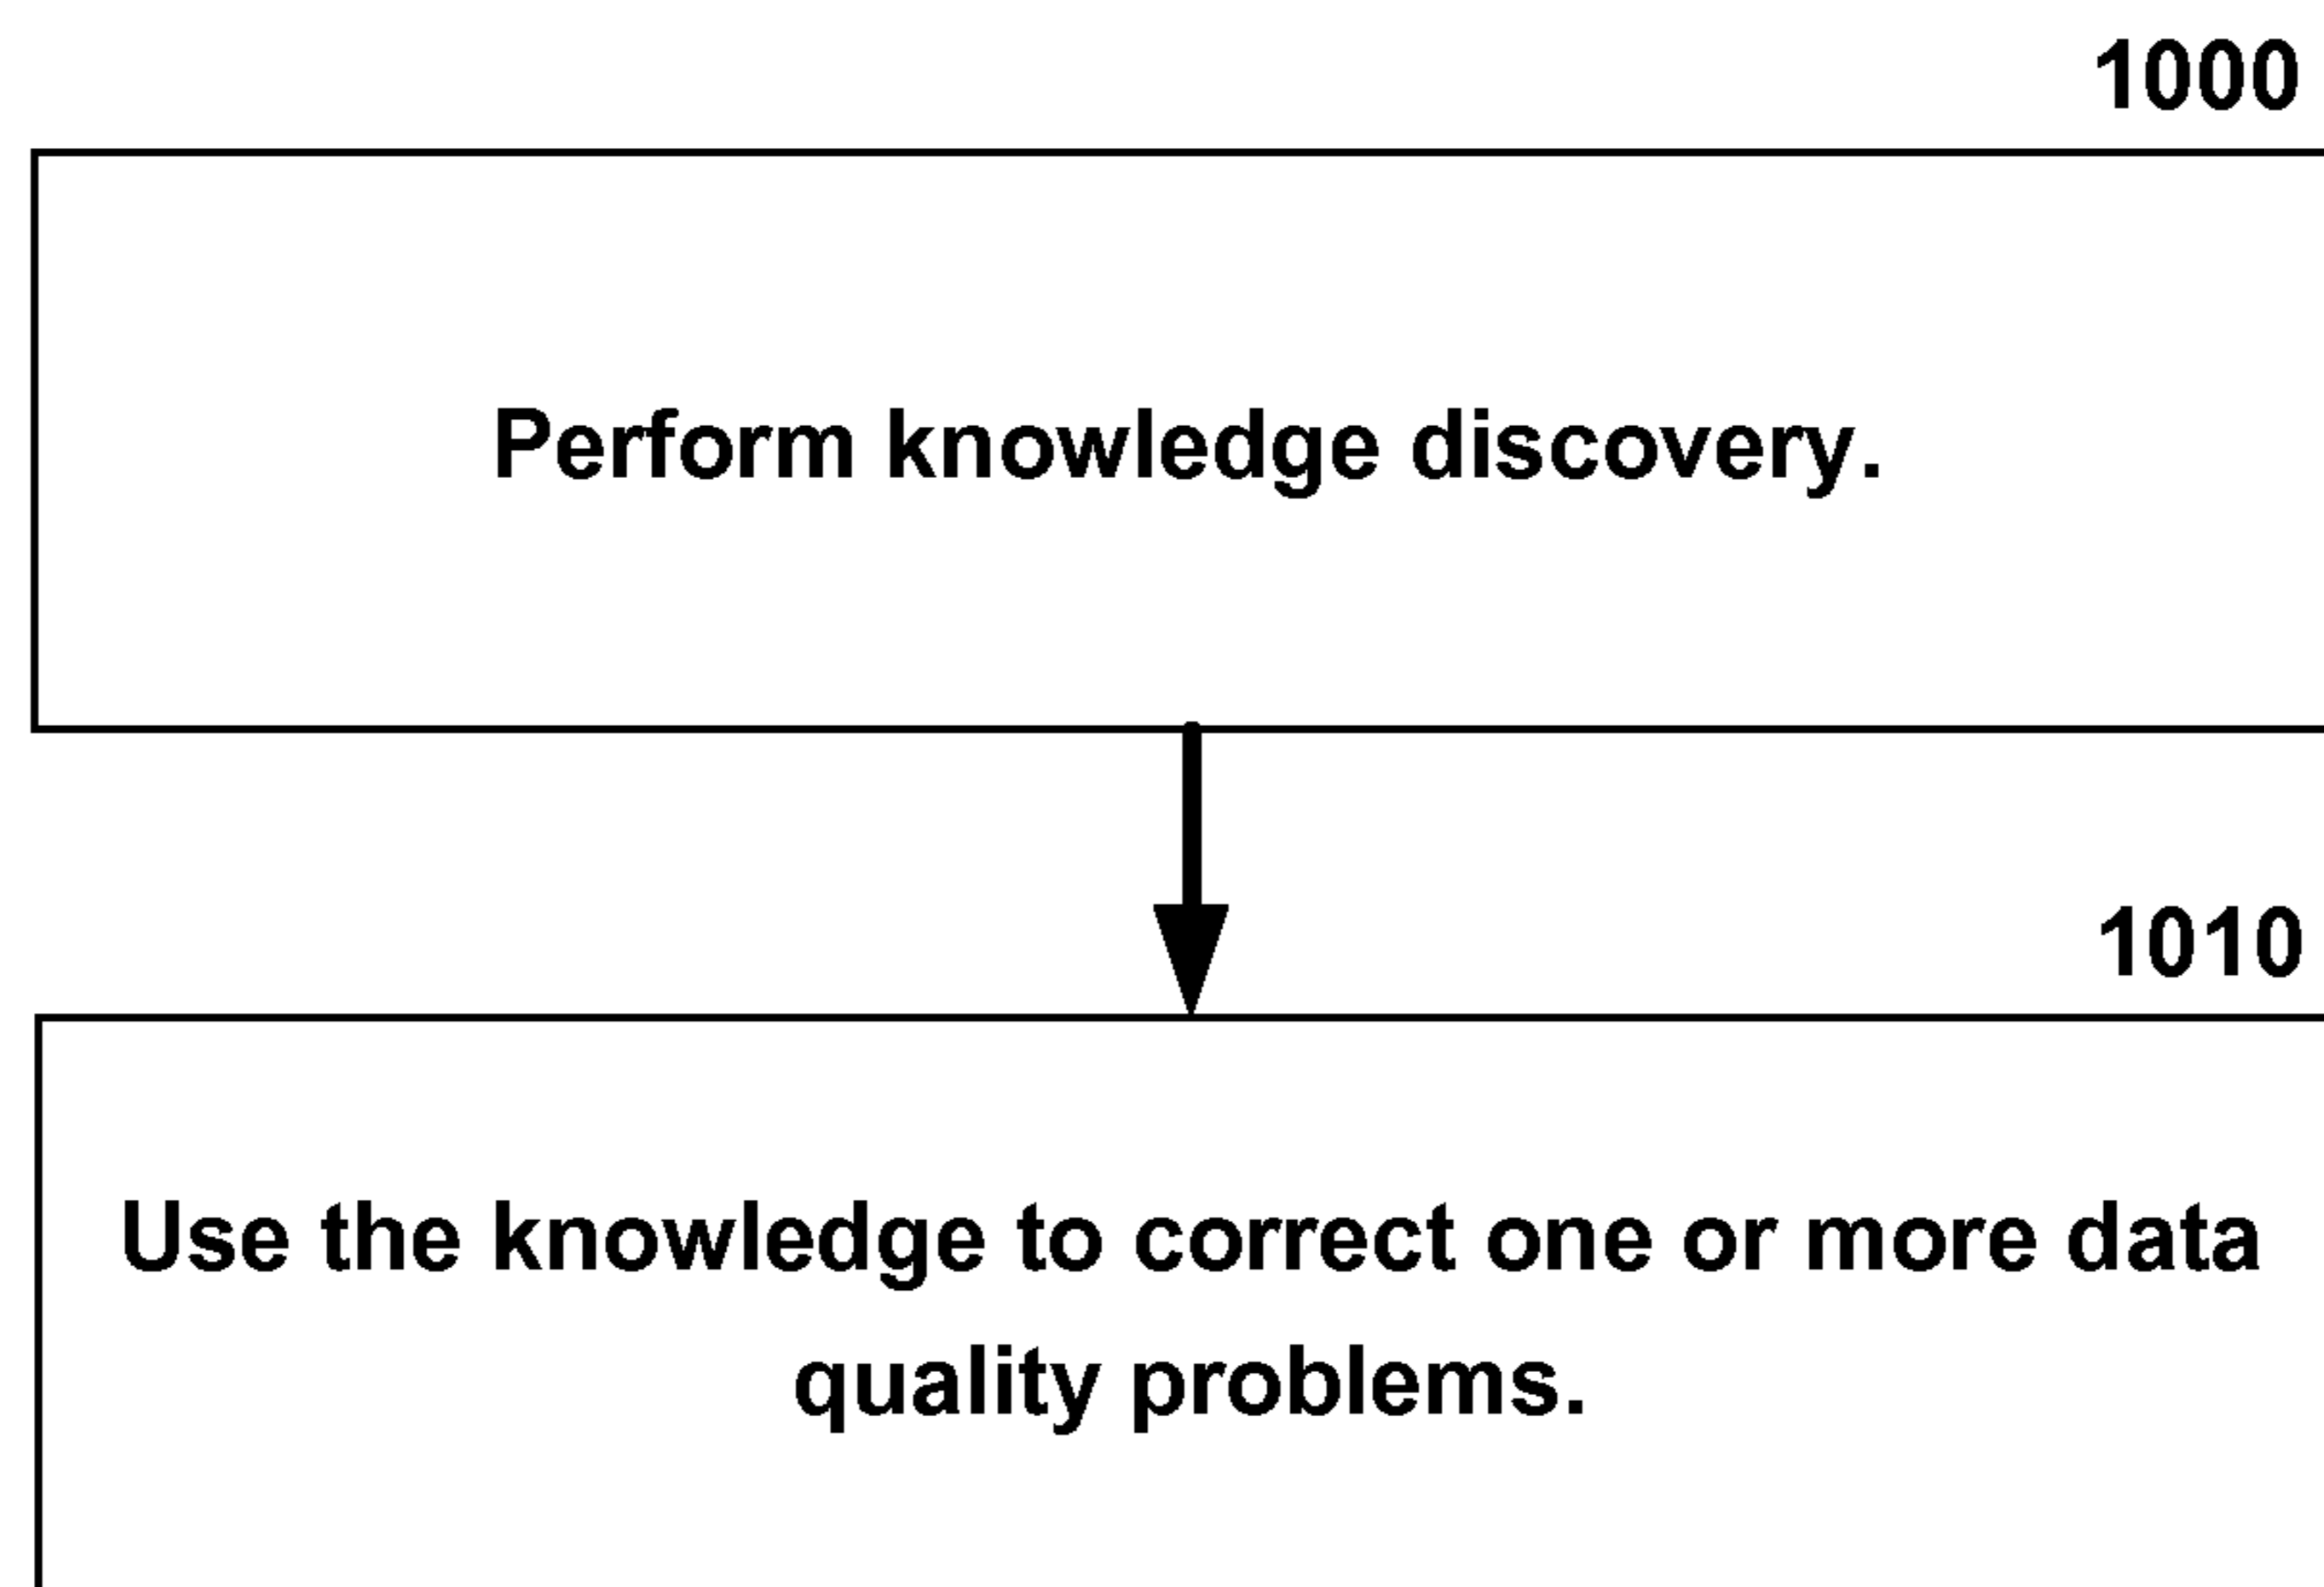 1000
Perform knowledge discovery.
1010
Use the knowledge to correct one or more data
quality problems.